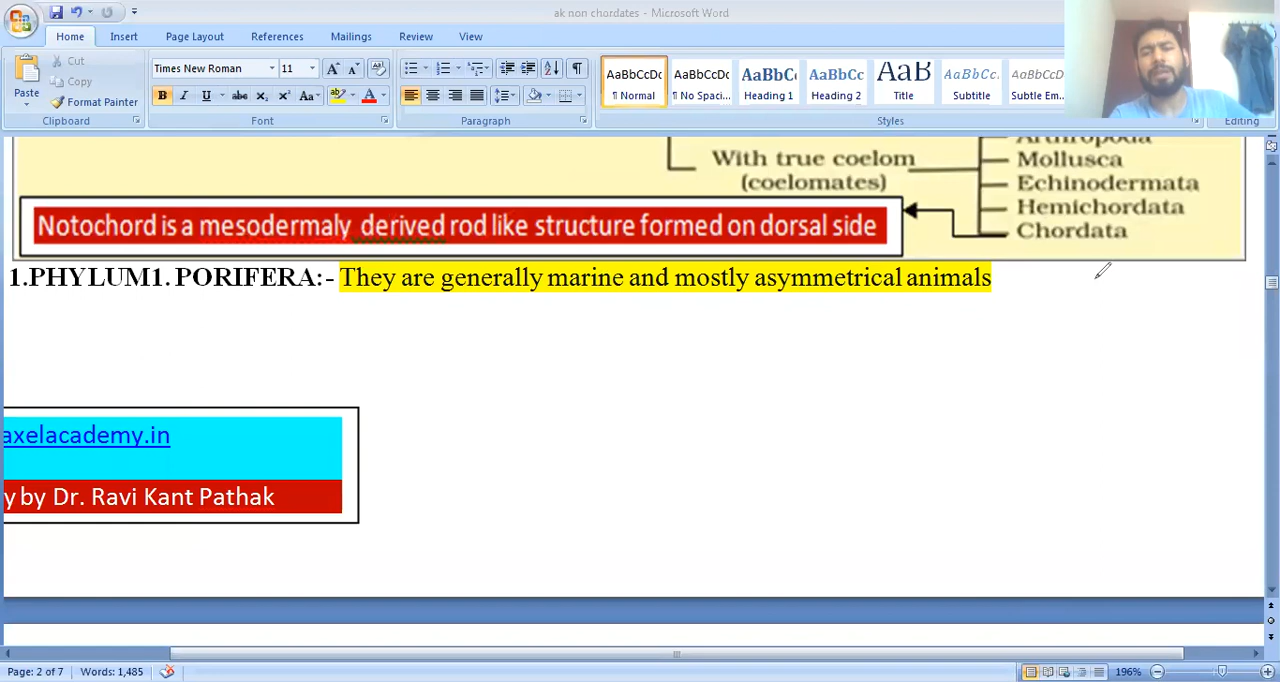 ak non chordates - Microsoft Word
Home Insert Page Layout References Mailings Review View
Cut
Copy
Format Painter
Paste
Clipboard
Times New Roman 11
Font
Paragraph
AaBbCcDc AaBbCcDc AaBbC AaBbCc AaB AaBbCc. AaBbCcDc
¶ Normal ¶ No Spaci... Heading 1 Heading 2 Title Subtitle Subtle Em...
Styles
Editing
Arthropoda
With true coelom
(coelomates)
Mollusca
Echinodermata
Hemichordata
Chordata
Notochord is a mesodermaly derived rod like structure formed on dorsal side
1.PHYLUM1. PORIFERA:- They are generally marine and mostly asymmetrical animals
axelacademy.in
y by Dr. Ravi Kant Pathak
Page: 2 of 7 Words: 1,485 196%